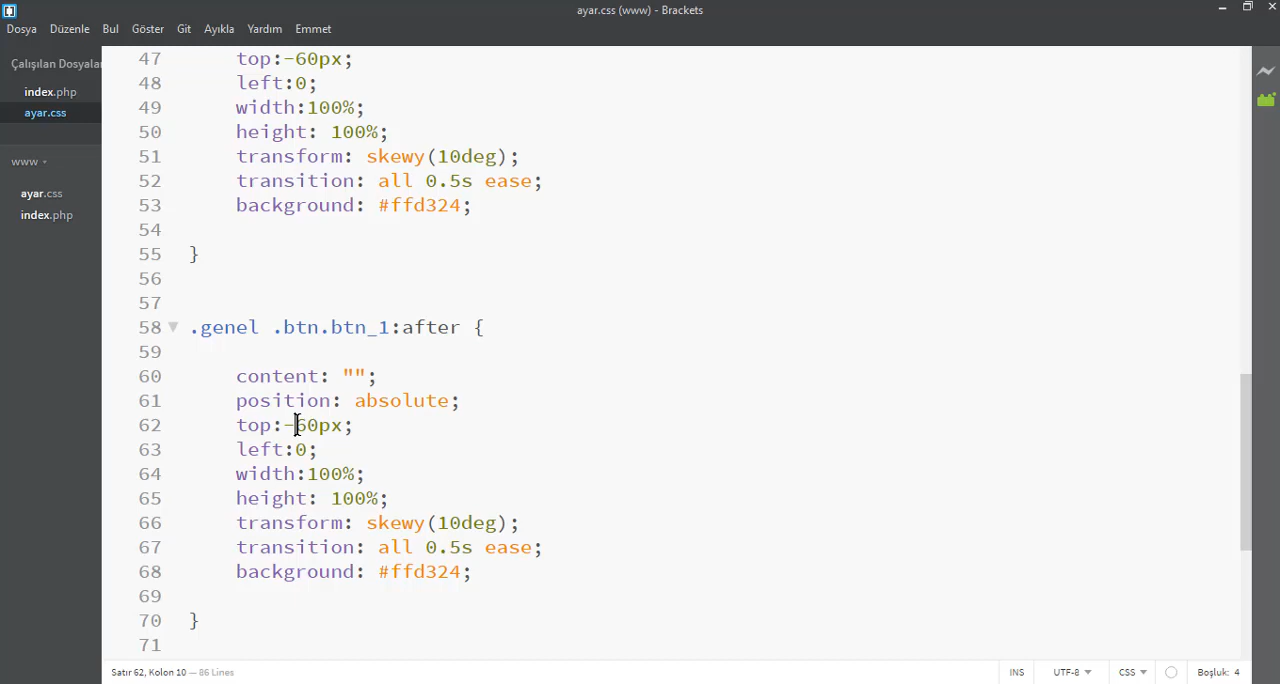 ayar.css (www) - Brackets
Dosya Düzenle Bul Göster Git Ayıkla Yardım Emmet
Çalışılan Dosyalar
index.php
ayar.css
www
ayar.css
index.php
47 top:-60px;
48 left:0;
49 width:100%;
50 height: 100%;
51 transform: skewy(10deg);
52 transition: all 0.5s ease;
53 background: #ffd324;
54
55 }
56
57
58 .genel .btn.btn_1:after {
59
60 content: "";
61 position: absolute;
62 top:-60px;
63 left:0;
64 width:100%;
65 height: 100%;
66 transform: skewy(10deg);
67 transition: all 0.5s ease;
68 background: #ffd324;
69
70 }
71
Satır 62, Kolon 10 — 86 Lines
INS UTF-8 CSS Boşluk: 4